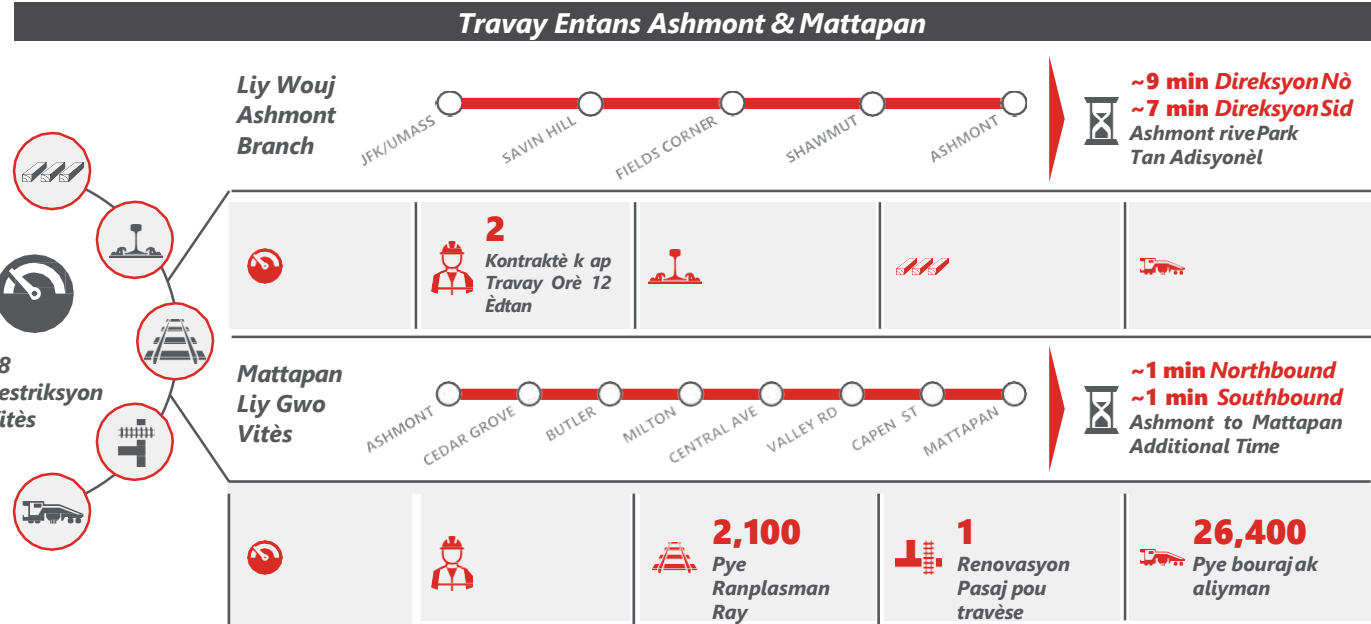 Travay Entans Ashmont & Mattapan
Liy Wouj
Ashmont
Branch
JFK/UMASS
SAVIN HILL
FIELDS CORNER
SHAWMUT
ASHMONT
~9 min Direksyon Nò
~7 min Direksyon Sid
Ashmont rive Park
Tan Adisyonèl
2
Kontraktè k ap
Travay Orè 12
Èdtan
8
estriksyon
itès
Mattapan
Liy Gwo
Vitès
ASHMONT
CEDAR GROVE
BUTLER
MILTON
CENTRAL AVE
VALLEY RD
CAPEN ST
MATTAPAN
~1 min Northbound
~1 min Southbound
Ashmont to Mattapan
Additional Time
2,100
Pye
Ranplasman
Ray
1
Renovasyon
Pasaj pou
travèse
26,400
Pye bouraj ak
aliyman